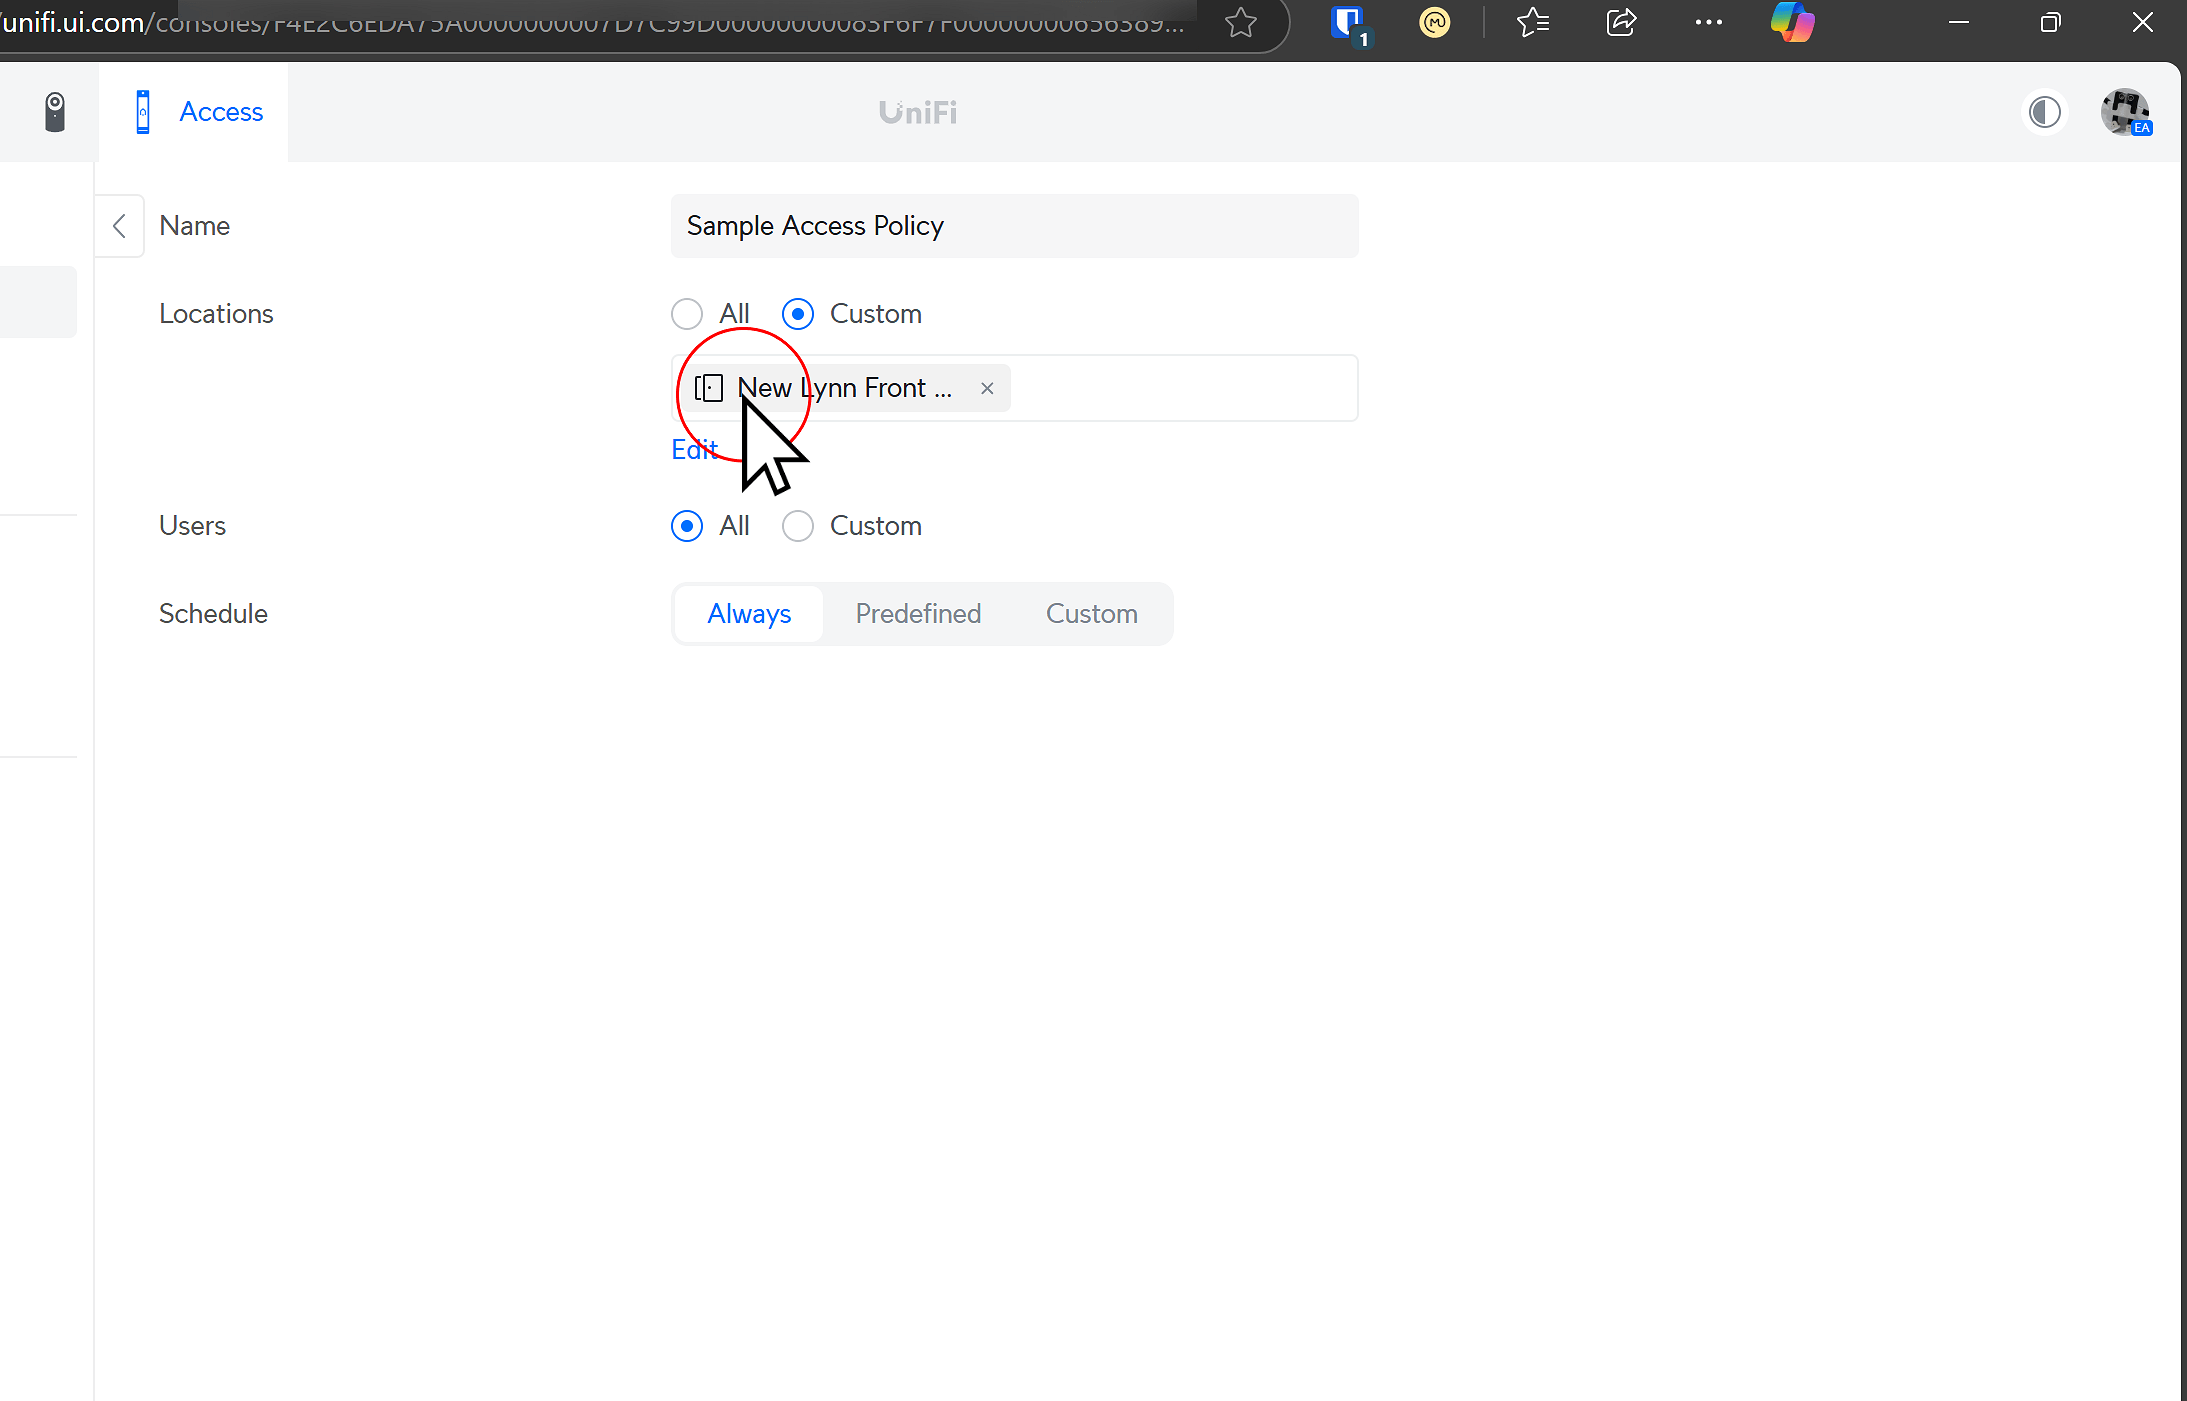 unifi.ui.com/consoles/F4E2C6EDA75A0000000007D7C99D00000000083F6F7F00000000656389...
1
Access
UniFi
EA
Name
Sample Access Policy
Locations
All
Custom
New Lynn Front ...
Edit
Users
All
Custom
Schedule
Always
Predefined
Custom